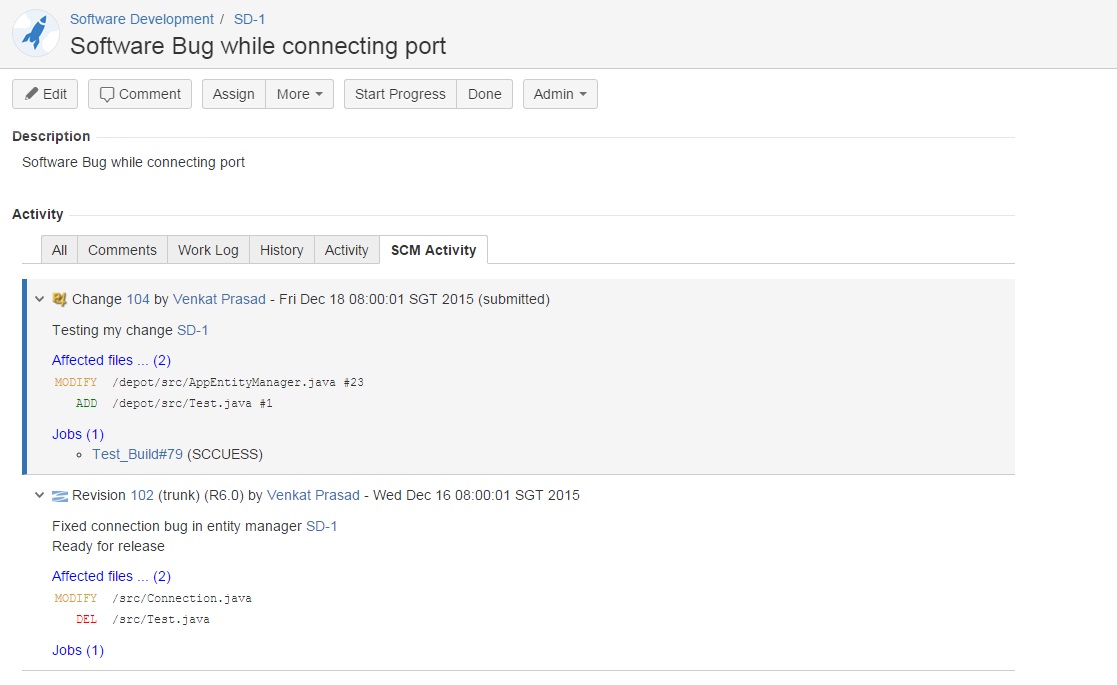 Software Development / SD-1
Software Bug while connecting port
Edit Comment Assign More Start Progress Done Admin
Description
Software Bug while connecting port
Activity
All Comments Work Log History Activity SCM Activity
Change 104 by Venkat Prasad - Fri Dec 18 08:00:01 SGT 2015 (submitted)
Testing my change SD-1
Affected files ... (2)
MODIFY /depot/src/AppEntityManager.java #23
ADD /depot/src/Test.java #1
Jobs (1)
Test_Build#79 (SCCUESS)
Revision 102 (trunk) (R6.0) by Venkat Prasad - Wed Dec 16 08:00:01 SGT 2015
Fixed connection bug in entity manager SD-1
Ready for release
Affected files ... (2)
MODIFY /src/Connection.java
DEL /src/Test.java
Jobs (1)